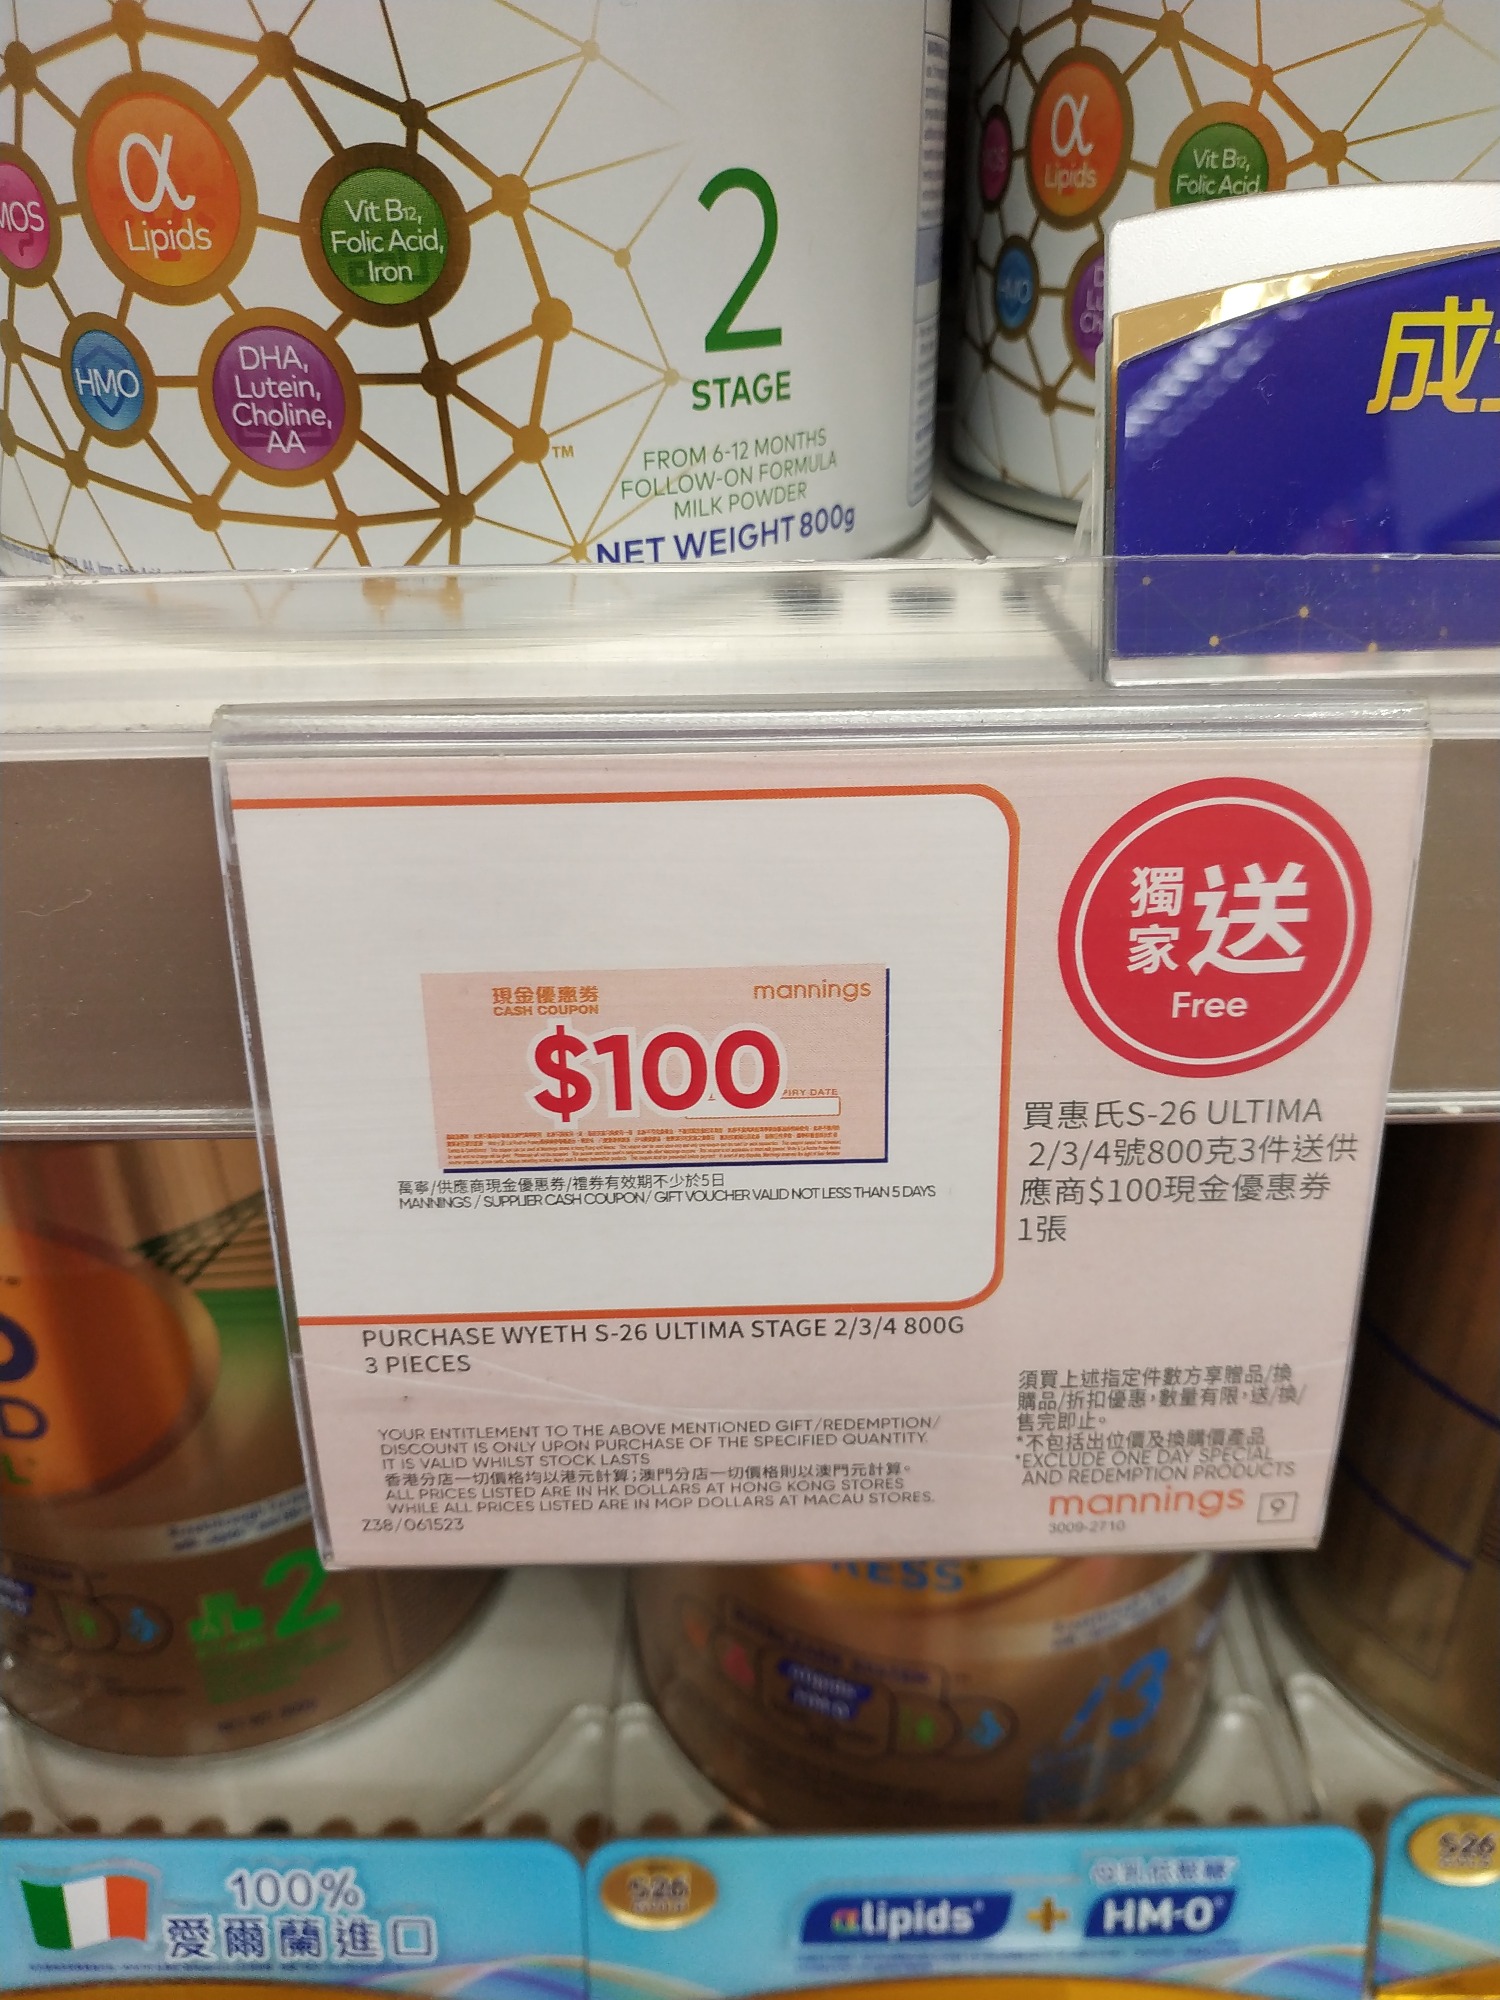 MOS
α
Lipids
Vit B12,
Folic Acid,
Iron
HMO
DHA,
Lutein,
Choline,
AA
TM
2
STAGE
FROM 6-12 MONTHS
FOLLOW-ON FORMULA
MILK POWDER
NET WEIGHT 800g
α
Lipids
Vit B12,
Folic Acid,
成
現金優惠券
CASH COUPON
mannings
$100
PIRY DATE
萬寧/供應商現金優惠券/禮券有效期不少於5日
MANNINGS / SUPPLIER CASH COUPON / GIFT VOUCHER VALID NOT LESS THAN 5 DAYS
獨家
送
Free
買惠氏S-26 ULTIMA
2/3/4號800克3件送供
應商$100現金優惠券
1張
PURCHASE WYETH S-26 ULTIMA STAGE 2/3/4 800G
3 PIECES
YOUR ENTITLEMENT TO THE ABOVE MENTIONED GIFT/REDEMPTION/
DISCOUNT IS ONLY UPON PURCHASE OF THE SPECIFIED QUANTITY.
IT IS VALID WHILST STOCK LASTS
香港分店一切價格均以港元計算;澳門分店一切價格則以澳門元計算。
ALL PRICES LISTED ARE IN HK DOLLARS AT HONG KONG STORES
WHILE ALL PRICES LISTED ARE IN MOP DOLLARS AT MACAU STORES.
Z38/061523
須買上述指定件數方享贈品/換
購品/折扣優惠,數量有限,送/換/
售完即止。
*不包括出位價及換購價產品
*EXCLUDE ONE DAY SPECIAL
AND REDEMPTION PRODUCTS
mannings 9
3009-2710
2
RESS
3
100%
愛爾蘭進口
S26
αlipids + HM-O
S26